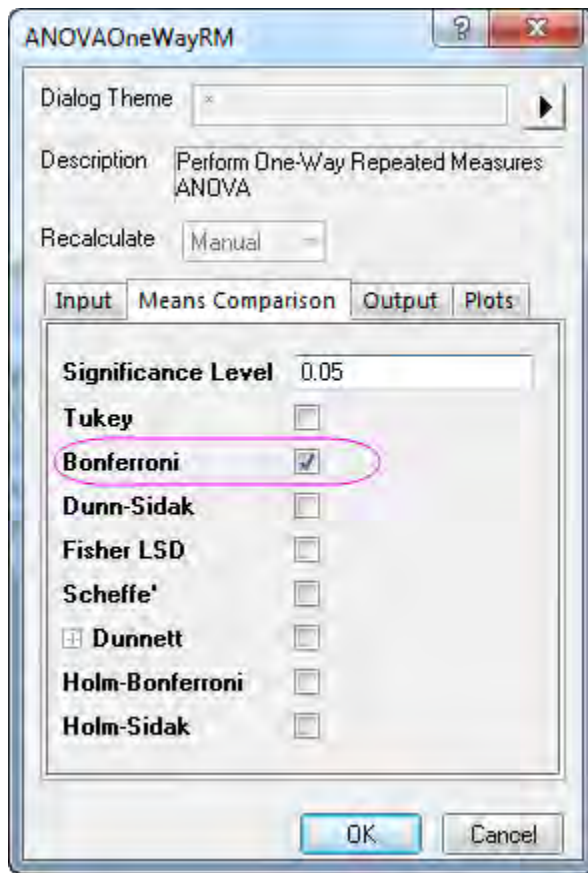 ANOVAOneWayRM
Dialog Theme *
Description Perform One-Way Repeated Measures
ANOVA
Recalculate Manual
Input Means Comparison Output Plots
Significance Level 0.05
Tukey
Bonferroni
Dunn-Sidak
Fisher LSD
Scheffe'
Dunnett
Holm-Bonferroni
Holm-Sidak
OK Cancel